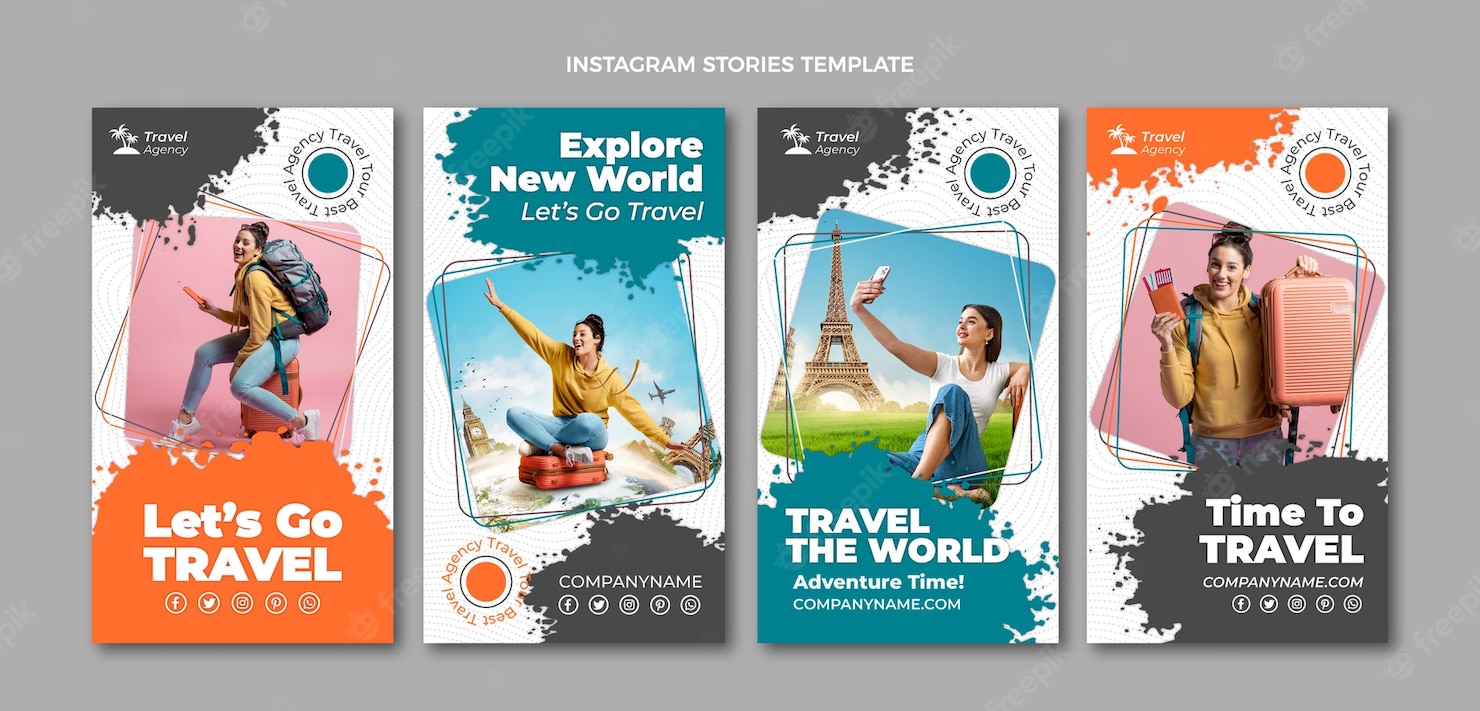 INSTAGRAM STORIES TEMPLATE
Travel
Agency
Travel Agency Travel Tour Best
Let's Go
TRAVEL
Explore
New World
Let's Go Travel
Travel Agency Travel Tour Best
COMPANYNAME
Travel
Agency
Travel Agency Travel Tour Best
TRAVEL
THE WORLD
Adventure Time!
COMPANYNAME.COM
Travel
Agency
Travel Agency Travel Tour Best
Time To
TRAVEL
COMPANYNAME.COM
freepik